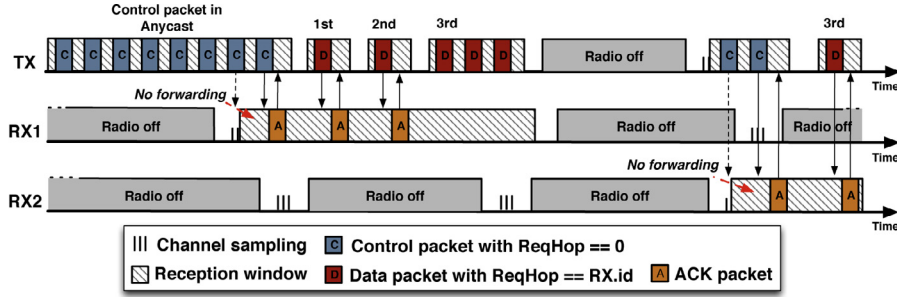 Control packet in
Anycast
1st
2nd
3rd
3rd
TX
C C C C C C C C
D
D
D D D
Radio off
C C
D
Time
No forwarding
RX1
Radio off
A
A
A
Radio off
Radio off
Time
No forwarding
RX2
Radio off
Radio off
Radio off
A
A
Time
Channel sampling
C Control packet with ReqHop == 0
Reception window
D Data packet with ReqHop == RX.id
A ACK packet